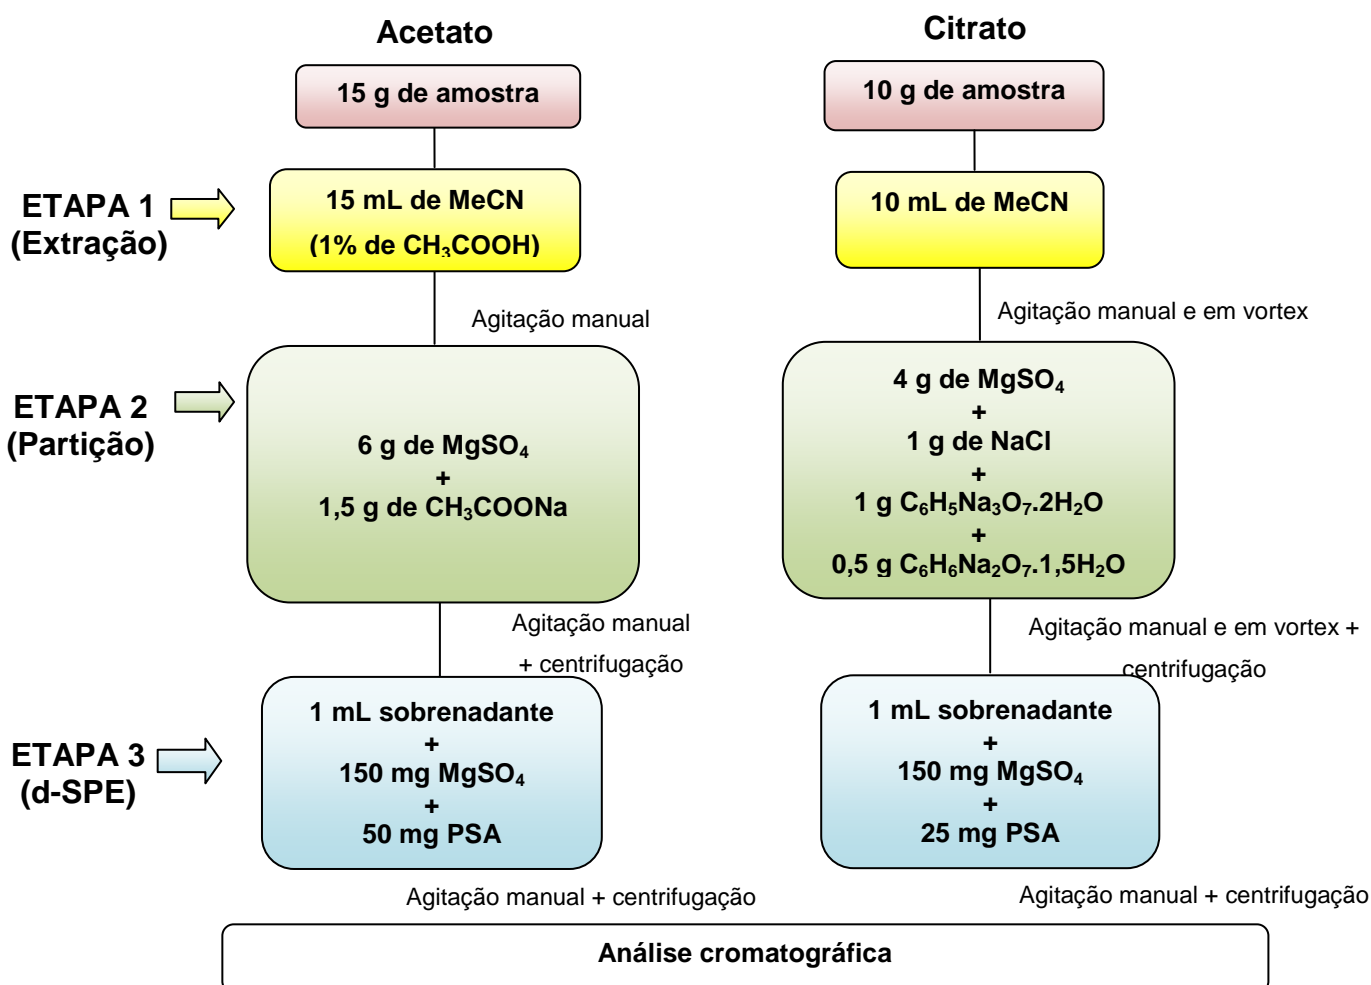 Acetato
15 g de amostra
ETAPA 1
(Extração)
15 mL de MeCN
(1% de CH₃COOH)
Agitação manual
ETAPA 2
(Partição)
6 g de MgSO₄
+
1,5 g de CH₃COONa
Agitação manual
+ centrifugação
ETAPA 3
(d-SPE)
1 mL sobrenadante
+
150 mg MgSO₄
+
50 mg PSA
Agitação manual + centrifugação
Citrato
10 g de amostra
10 mL de MeCN
Agitação manual e em vortex
4 g de MgSO₄
+
1 g de NaCl
+
1 g C₆H₅Na₃O₇.2H₂O
+
0,5 g C₆H₆Na₂O₇.1,5H₂O
Agitação manual e em vortex +
centrifugação
1 mL sobrenadante
+
150 mg MgSO₄
+
25 mg PSA
Agitação manual + centrifugação
Análise cromatográfica